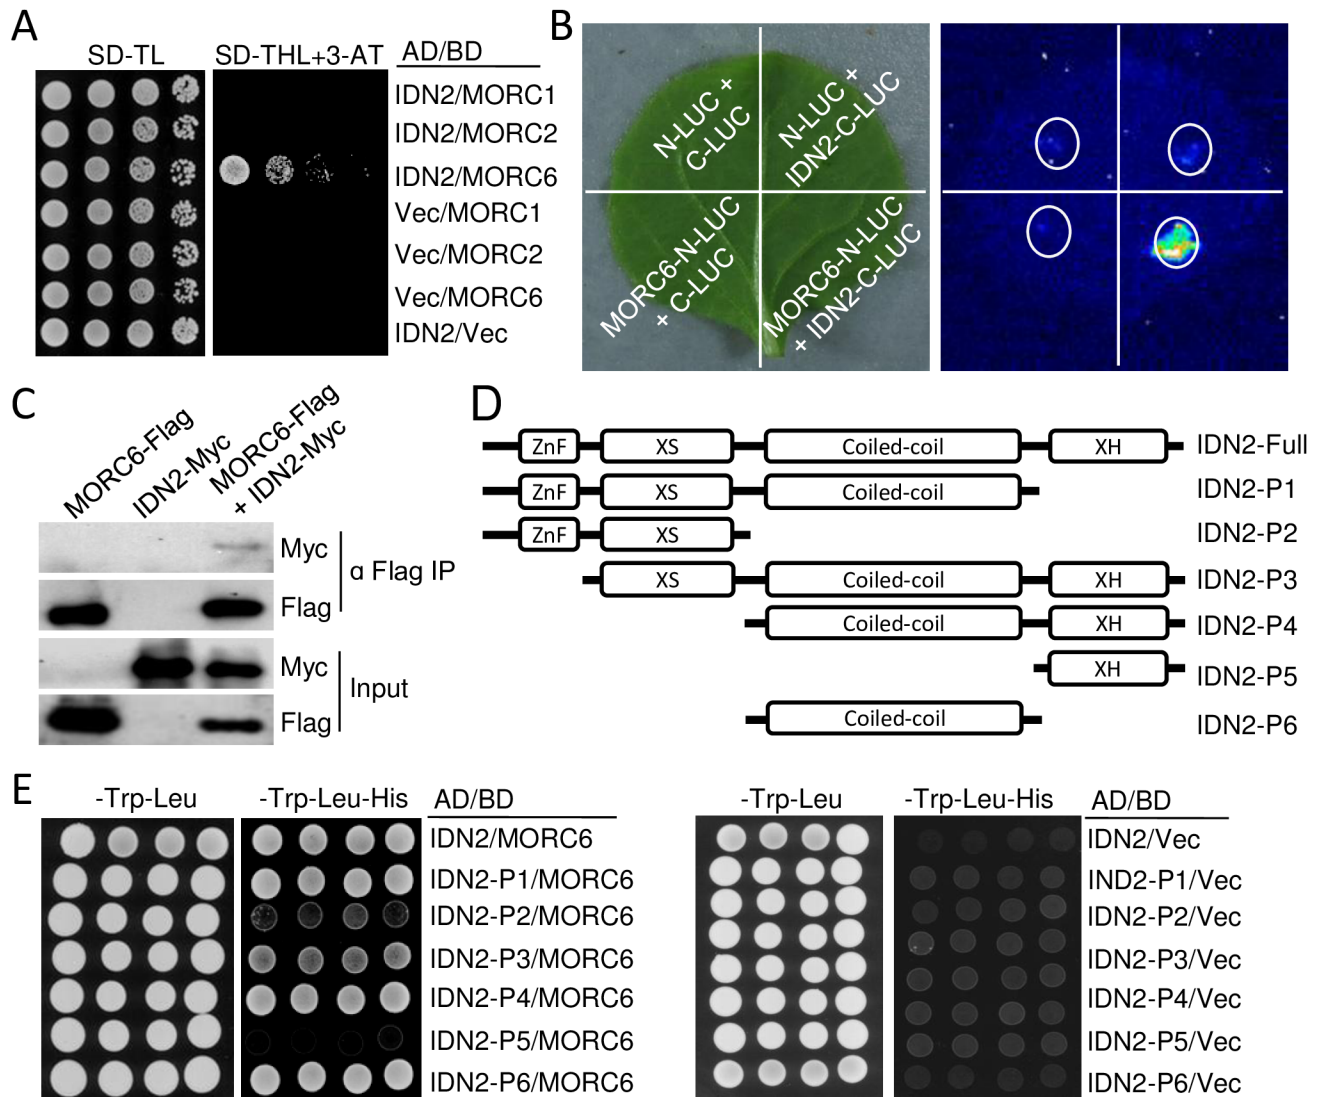 A
SD-TL
SD-THL+3-AT
AD/BD
IDN2/MORC1
IDN2/MORC2
IDN2/MORC6
Vec/MORC1
Vec/MORC2
Vec/MORC6
IDN2/Vec
B
N-LUC +
C-LUC
N-LUC +
IDN2-C-LUC
MORC6-N-LUC
+ C-LUC
MORC6-N-LUC
+ IDN2-C-LUC
C
MORC6-Flag
IDN2-Myc
MORC6-Flag
+ IDN2-Myc
Myc
Flag
α Flag IP
Myc
Flag
Input
D
ZnF XS Coiled-coil XH IDN2-Full
ZnF XS Coiled-coil IDN2-P1
ZnF XS IDN2-P2
XS Coiled-coil XH IDN2-P3
Coiled-coil XH IDN2-P4
XH IDN2-P5
Coiled-coil IDN2-P6
E
-Trp-Leu
-Trp-Leu-His
AD/BD
IDN2/MORC6
IDN2-P1/MORC6
IDN2-P2/MORC6
IDN2-P3/MORC6
IDN2-P4/MORC6
IDN2-P5/MORC6
IDN2-P6/MORC6
-Trp-Leu
-Trp-Leu-His
AD/BD
IDN2/Vec
IND2-P1/Vec
IDN2-P2/Vec
IDN2-P3/Vec
IDN2-P4/Vec
IDN2-P5/Vec
IDN2-P6/Vec